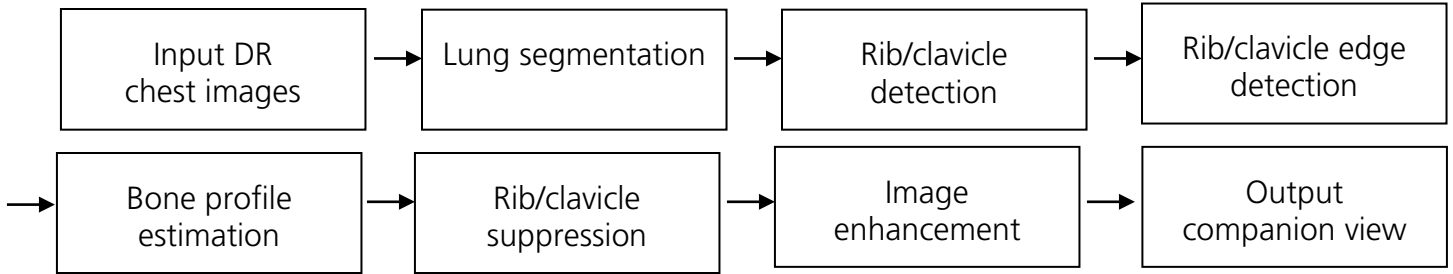 Input DR
chest images
Lung segmentation
Rib/clavicle
detection
Rib/clavicle edge
detection
Bone profile
estimation
Rib/clavicle
suppression
Image
enhancement
Output
companion view